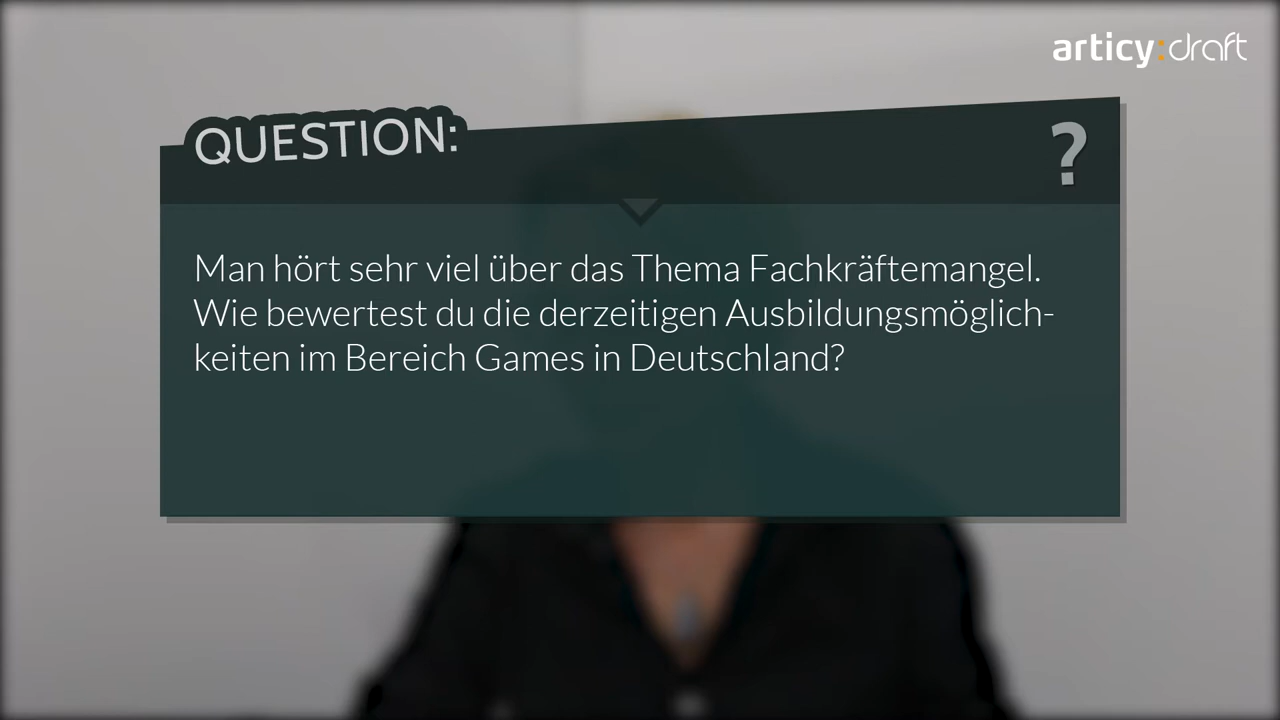 articy:draft
QUESTION:
?
Man hört sehr viel über das Thema Fachkräftemangel.
Wie bewertest du die derzeitigen Ausbildungsmöglich-
keiten im Bereich Games in Deutschland?